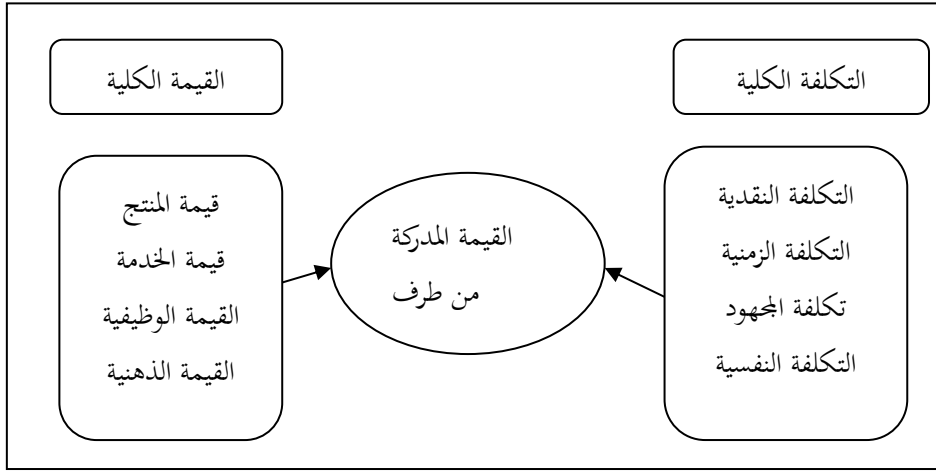 التكلفة الكلية
القيمة الكلية
التكلفة النقدية
التكلفة الزمنية
تكلفة المجهود
التكلفة النفسية
القيمة المدركة
من طرف
قيمة المنتج
قيمة الخدمة
القيمة الوظيفية
القيمة الذهنية